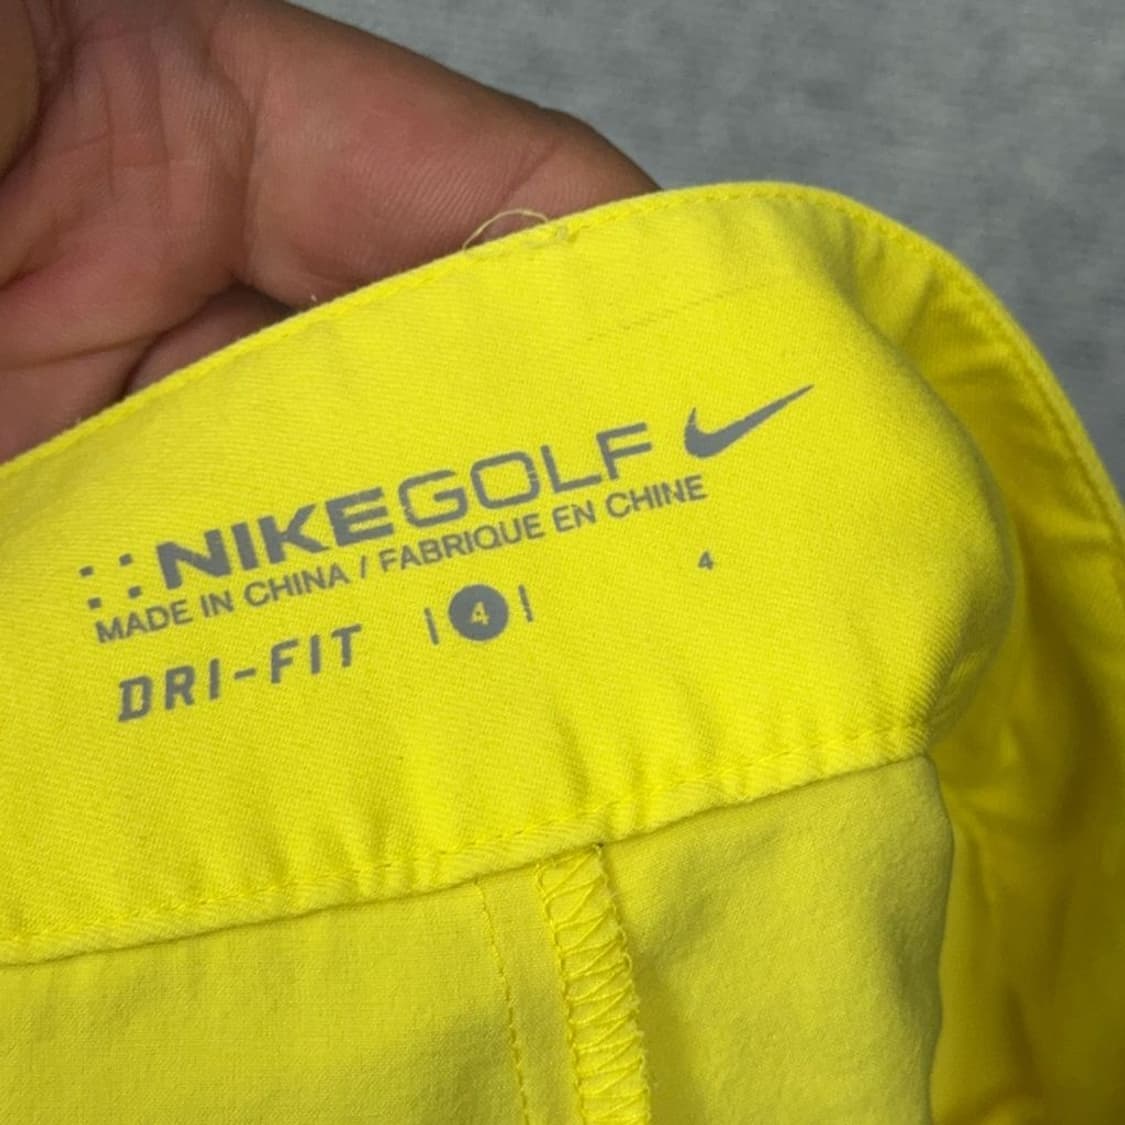 NIKEGOLF
MADE IN CHINA / FABRIQUE EN CHINE
DRI-FIT | 4 | 4